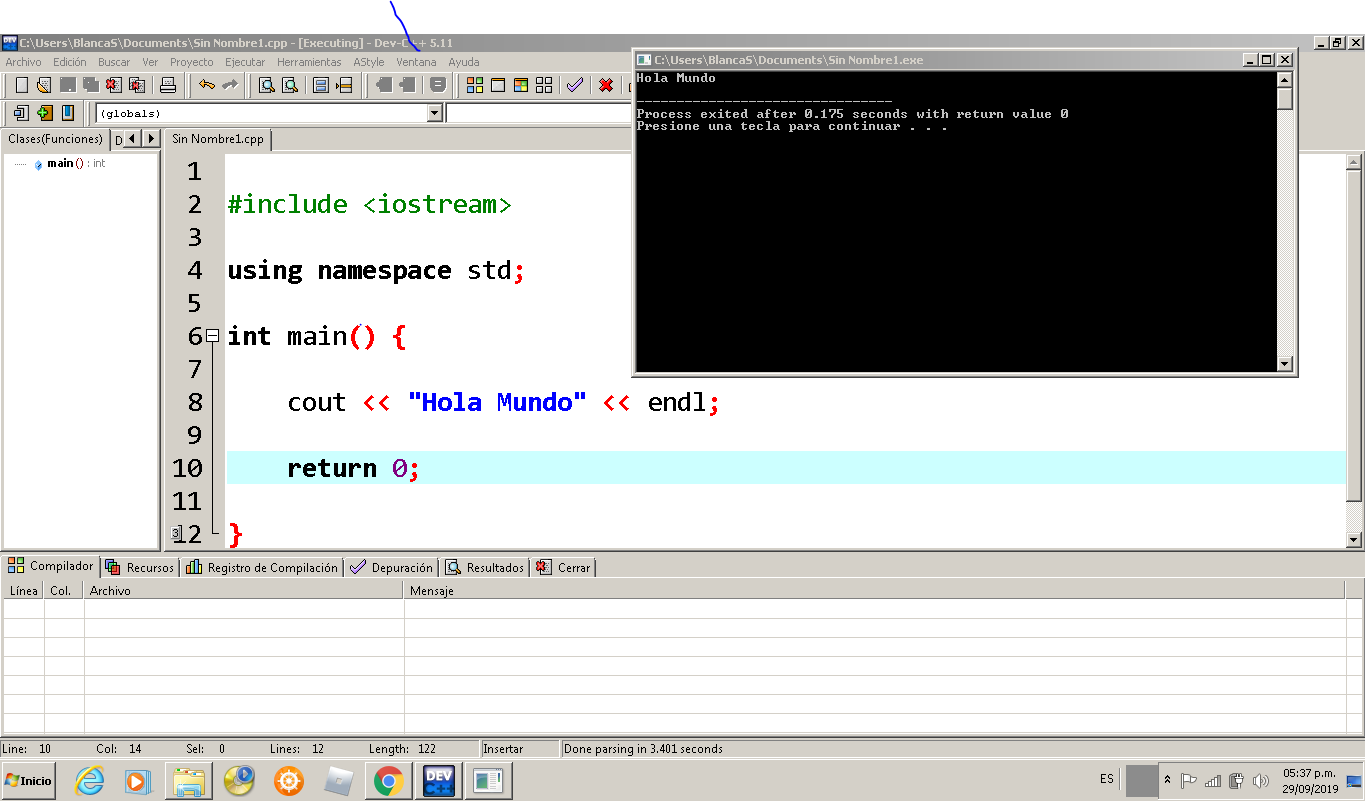 C:\Users\BlancaS\Documents\Sin Nombre1.cpp - [Executing] - Dev-C++ 5.11
Archivo Edición Buscar Ver Proyecto Ejecutar Herramientas AStyle Ventana Ayuda
(globals)
Clases(Funciones) D
main () : int
Sin Nombre1.cpp
1
2 #include <iostream>
3
4 using namespace std;
5
6 int main() {
7
8 cout << "Hola Mundo" << endl;
9
10 return 0;
11
12 }
3
C:\Users\BlancaS\Documents\Sin Nombre1.exe
Hola Mundo
--------------------------------
Process exited after 0.175 seconds with return value 0
Presione una tecla para continuar . . .
Compilador Recursos Registro de Compilación Depuración Resultados Cerrar
Línea Col. Archivo Mensaje
Line: 10 Col: 14 Sel: 0 Lines: 12 Length: 122 Insertar Done parsing in 3.401 seconds
Inicio
DEV C++
ES
05:37 p.m.
29/09/2019